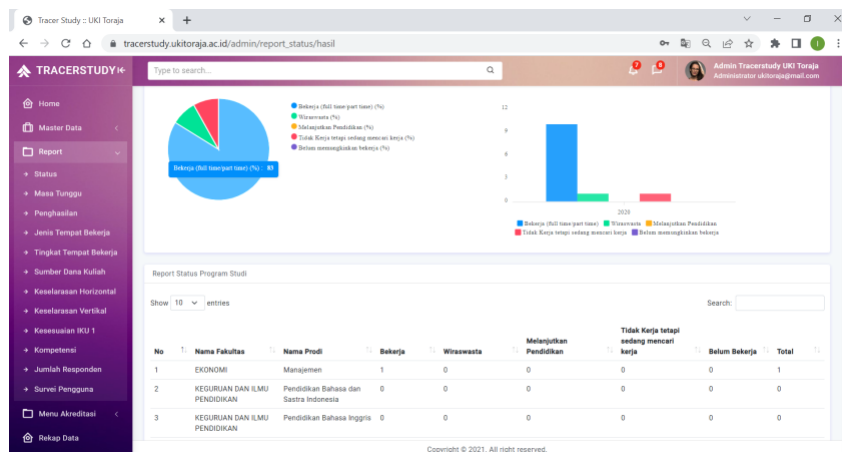 Tracer Study :: UKI Toraja
tracerstudy.ukitoraja.ac.id/admin/report_status/hasil
TRACERSTUDY
Type to search...
7
8
Admin Tracerstudy UKI Toraja
Administrator ukitoraja@mail.com
Home
Master Data
Report
Status
Masa Tunggu
Penghasilan
Jenis Tempat Bekerja
Tingkat Tempat Bekerja
Sumber Dana Kuliah
Keselarasan Horizontal
Keselarasan Vertikal
Kesesuaian IKU 1
Kompetensi
Jumlah Responden
Survei Pengguna
Menu Akreditasi
Rekap Data
Bekerja (full time/part time) (%)
Wiraswasta (%)
Melanjutkan Pendidikan (%)
Tidak Kerja tetapi sedang mencari kerja (%)
Belum memungkinkan bekerja (%)
Bekerja (full time/part time) (%) : 83
12
9
6
3
0
2020
Bekerja (full time/part time) Wiraswasta Melanjutkan Pendidikan
Tidak Kerja tetapi sedang mencari kerja Belum memungkinkan bekerja
Report Status Program Studi
Show 10 entries
Search:
No Nama Fakultas Nama Prodi Bekerja Wiraswasta Melanjutkan Pendidikan Tidak Kerja tetapi sedang mencari kerja Belum Bekerja Total
1 EKONOMI Manajemen 1 0 0 0 0 1
2 KEGURUAN DAN ILMU PENDIDIKAN Pendidikan Bahasa dan Sastra Indonesia 0 0 0 0 0 0
3 KEGURUAN DAN ILMU PENDIDIKAN Pendidikan Bahasa Inggris 0 0 0 0 0 0
Copyright © 2021. All right reserved.